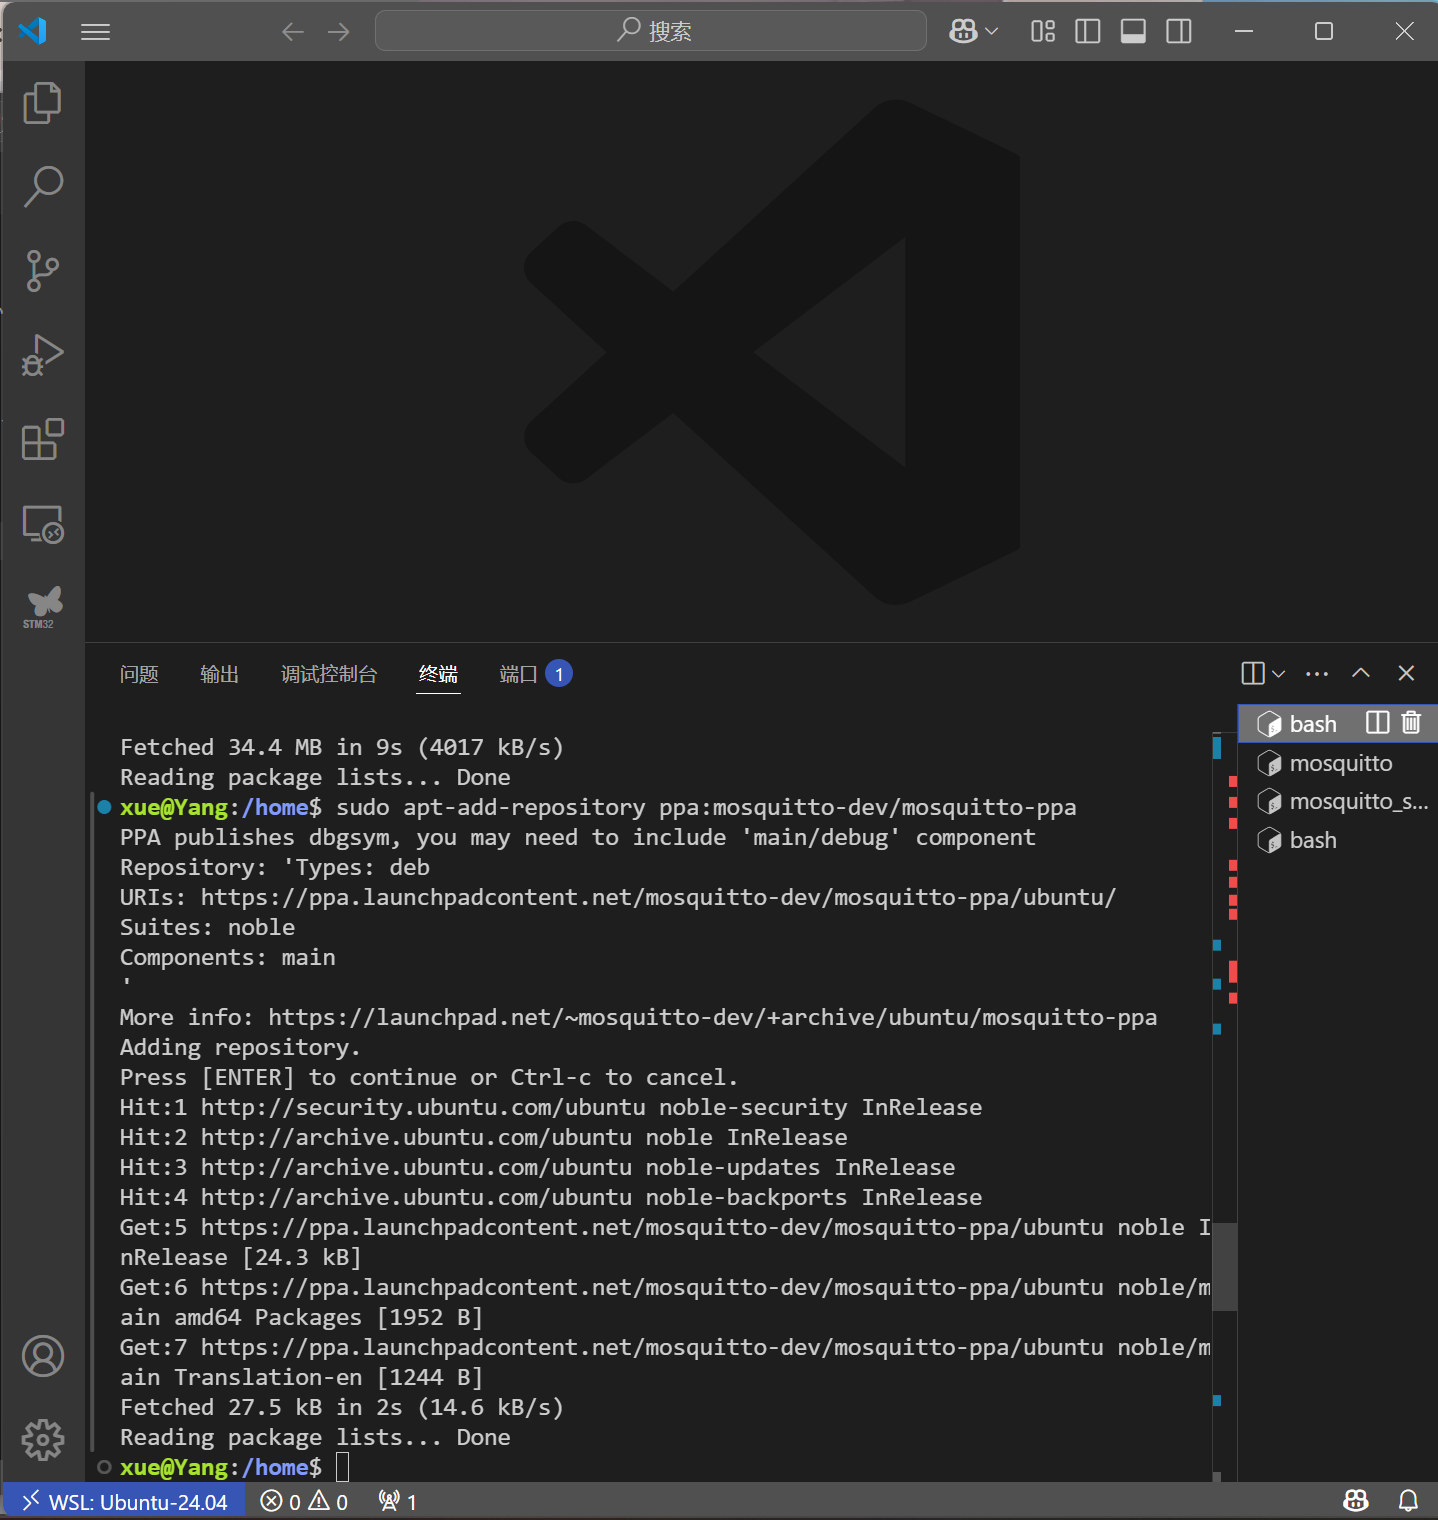 搜索
STM32
问题 输出 调试控制台 终端 端口 1
bash
mosquitto
mosquitto_s...
bash
Fetched 34.4 MB in 9s (4017 kB/s)
Reading package lists... Done
xue@Yang:/home$ sudo apt-add-repository ppa:mosquitto-dev/mosquitto-ppa
PPA publishes dbgsym, you may need to include 'main/debug' component
Repository: 'Types: deb
URIs: https://ppa.launchpadcontent.net/mosquitto-dev/mosquitto-ppa/ubuntu/
Suites: noble
Components: main
'
More info: https://launchpad.net/~mosquitto-dev/+archive/ubuntu/mosquitto-ppa
Adding repository.
Press [ENTER] to continue or Ctrl-c to cancel.
Hit:1 http://security.ubuntu.com/ubuntu noble-security InRelease
Hit:2 http://archive.ubuntu.com/ubuntu noble InRelease
Hit:3 http://archive.ubuntu.com/ubuntu noble-updates InRelease
Hit:4 http://archive.ubuntu.com/ubuntu noble-backports InRelease
Get:5 https://ppa.launchpadcontent.net/mosquitto-dev/mosquitto-ppa/ubuntu noble I
nRelease [24.3 kB]
Get:6 https://ppa.launchpadcontent.net/mosquitto-dev/mosquitto-ppa/ubuntu noble/m
ain amd64 Packages [1952 B]
Get:7 https://ppa.launchpadcontent.net/mosquitto-dev/mosquitto-ppa/ubuntu noble/m
ain Translation-en [1244 B]
Fetched 27.5 kB in 2s (14.6 kB/s)
Reading package lists... Done
xue@Yang:/home$
WSL: Ubuntu-24.04 0 0 1